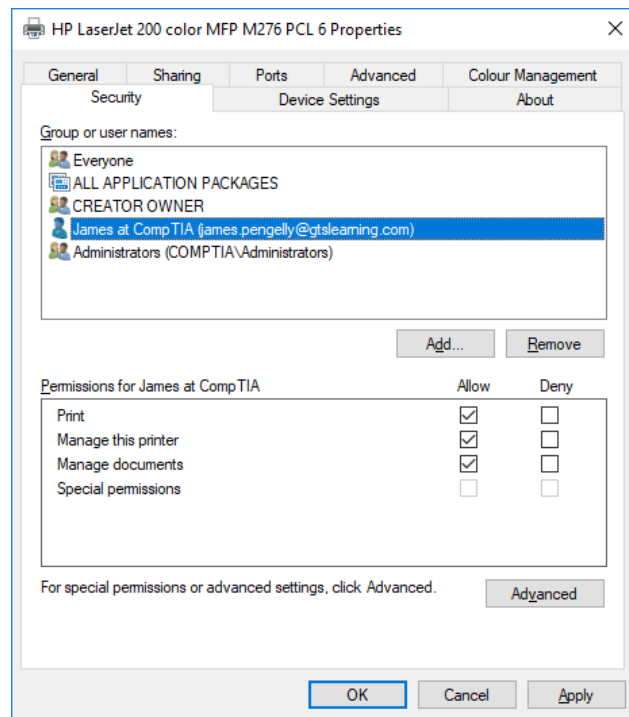 HP LaserJet 200 color MFP M276 PCL 6 Properties
General Sharing Ports Advanced Colour Management
Security Device Settings About
Group or user names:
Everyone
ALL APPLICATION PACKAGES
CREATOR OWNER
James at CompTIA (james.pengelly@gtslearning.com)
Administrators (COMPTIA\Administrators)
Add... Remove
Permissions for James at CompTIA Allow Deny
Print
Manage this printer
Manage documents
Special permissions
For special permissions or advanced settings, click Advanced. Advanced
OK Cancel Apply